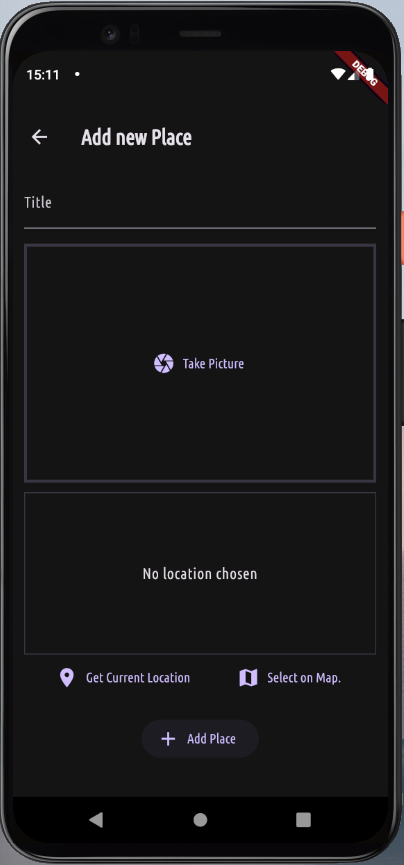 15:11
DEBUG
Add new Place
Title
Take Picture
No location chosen
Get Current Location
Select on Map.
Add Place